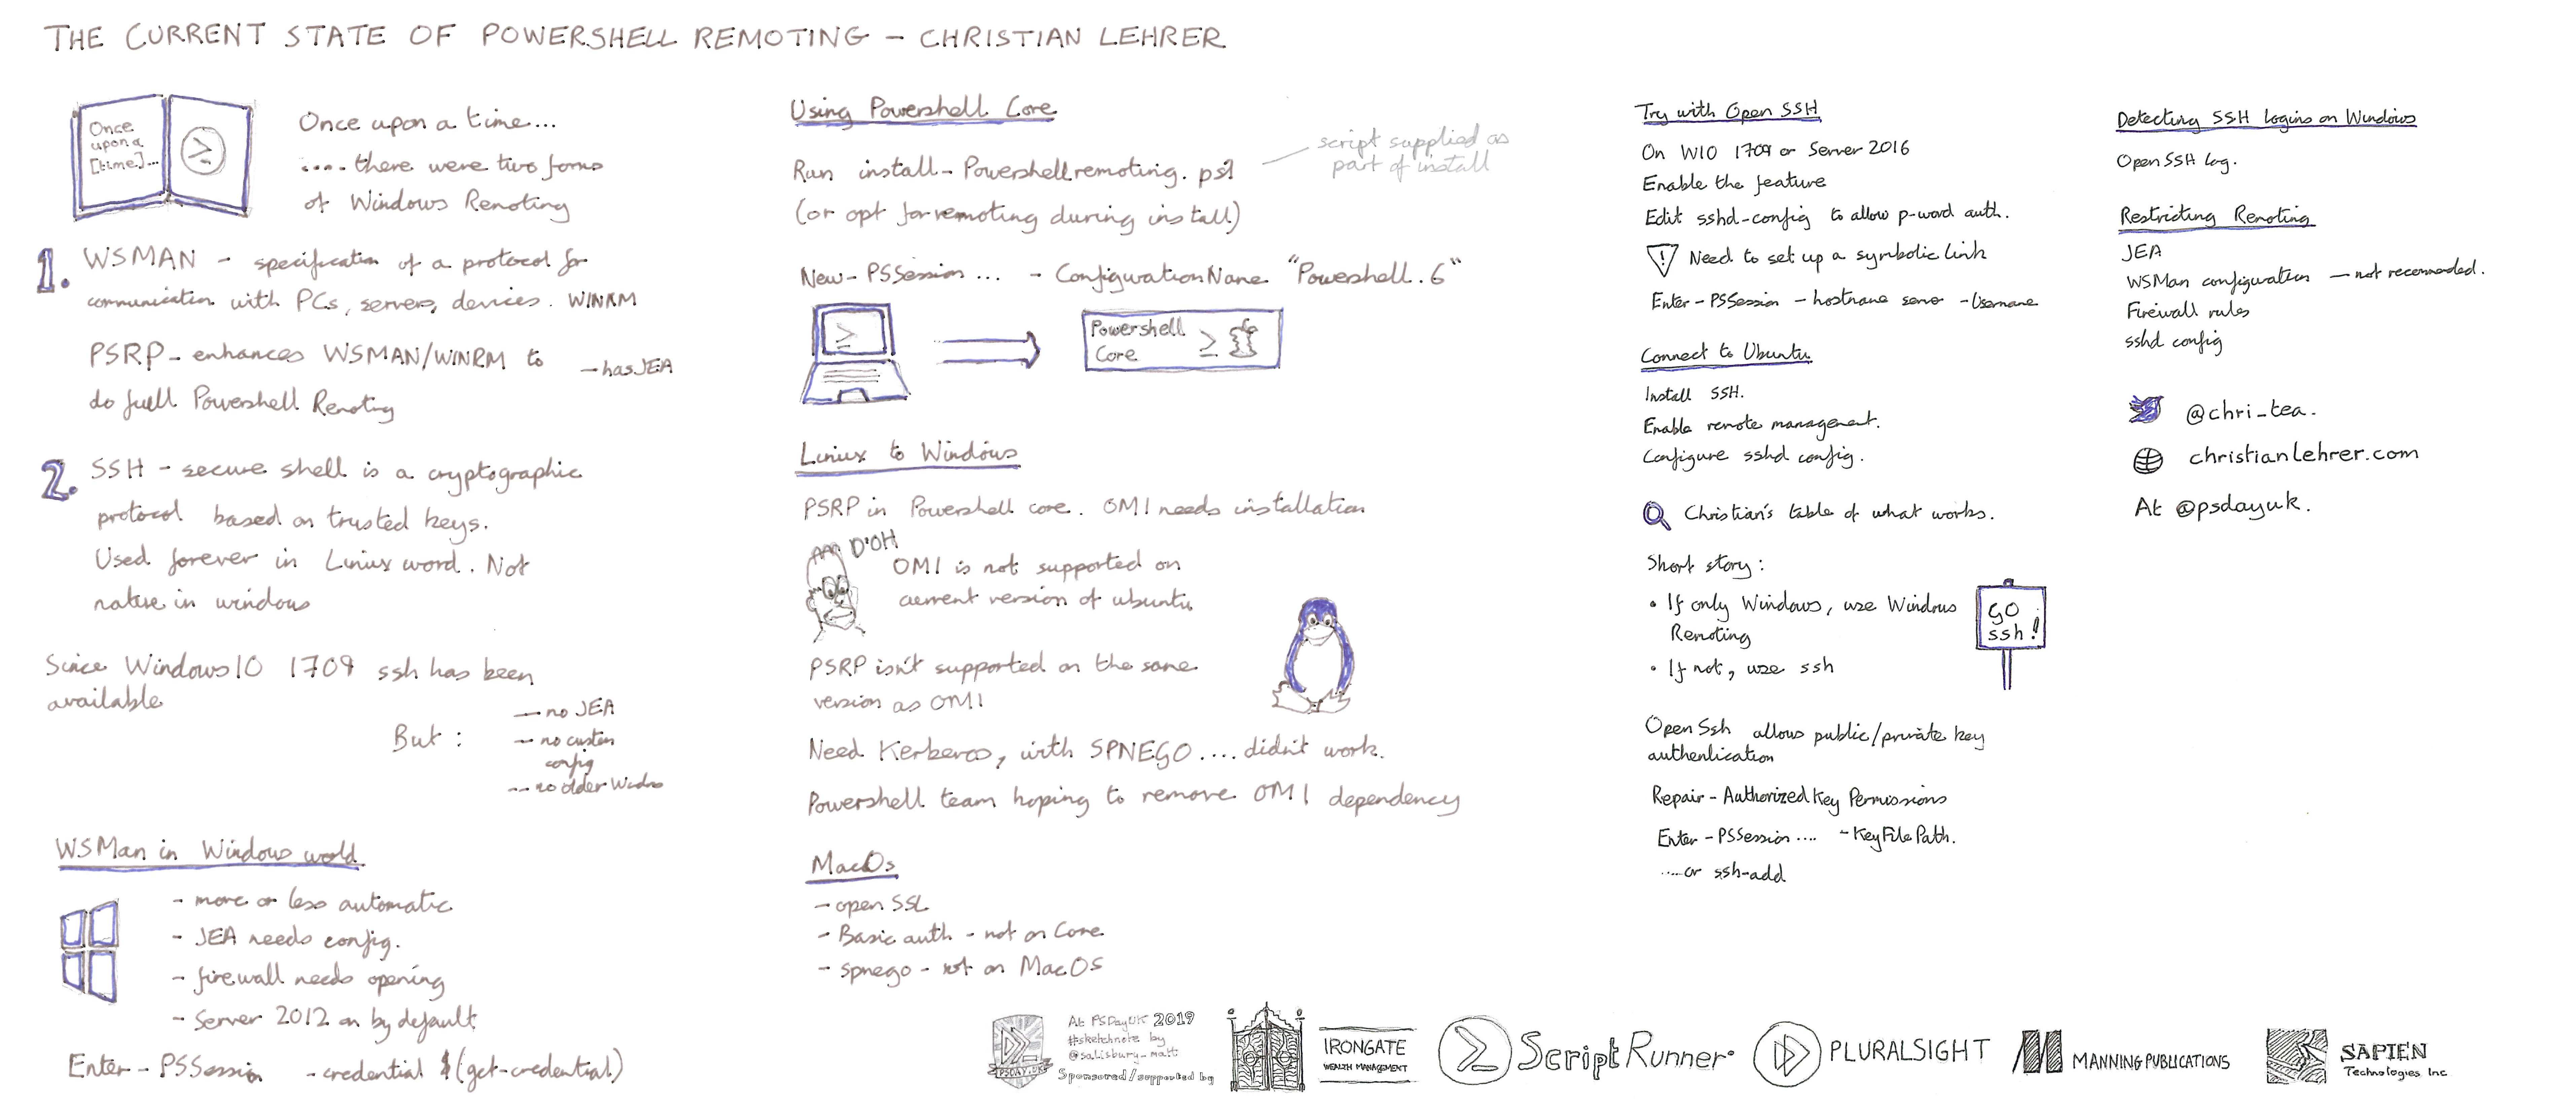 THE CURRENT STATE OF POWERSHELL REMOTING - CHRISTIAN LEHRER
Once
upon a
[time.]...
Once upon a time...
.... there were two forms
of Windows Remoting
1. WSMAN - specification of a protocol for
communication with PCs, servers, devices. WINRM
PSRP - enhances WSMAN/WINRM to - has JEA
do full Powershell Remoting
2. SSH - secure shell is a cryptographic
protocol based on trusted keys.
Used forever in Linux word. Not
native in windows
Since Windows 10 1709 ssh has been
available
But :
- no JEA
- no custom
config
-- no older Windows
WSMan in Windows world
- more or less automatic
- JEA needs config.
- firewall needs opening
- Server 2012 on by default
Enter-PSSession -credential $(get-credential)
Using Powershell Core
Run install-Powershellremoting.ps1
script supplied as
part of install
(or opt for remoting during install)
New-PSSession ... - ConfigurationName "Powershell.6"
Powershell
Core
Linux to Windows
PSRP in Powershell core. OMI needs installation
D'OH
OMI is not supported on
current version of ubuntu
PSRP isn't supported on the same
version as OMI
Need Kerberos, with SPNEGO .... didn't work.
Powershell team hoping to remove OMI dependency
MacOs
- open SSL
- Basic auth - not on Core
- spnego - not on MacOS
Try with Open SSH
On W10 1709 or Server 2016
Enable the feature
Edit sshd-config to allow p-word auth.
! Need to set up a symbolic link
Enter-PSSession -hostname server -Username
Connect to Ubuntu
Install SSH.
Enable remote management.
Configure sshd config.
Christian's table of what works.
Short story:
• If only Windows, use Windows
Remoting
• If not, use ssh
GO
ssh!
Open Ssh allows public/private key
authentication
Repair-AuthorizedKey Permissions
Enter-PSSession .... -KeyFilePath.
....or ssh-add
Detecting SSH logins on Windows
Open SSH log.
Restricting Remoting
JEA
WSMan configuration - not recommended.
Firewall rules
sshd config
@chri_tea.
christianlehrer.com
At @psdayuk.
PSDAY.UK
At PSDayUK 2019
#sketchnote by
@salisbury_matt
Sponsored/supported by
IRONGATE
WEALTH MANAGEMENT
ScriptRunner
PLURALSIGHT
MANNING PUBLICATIONS
SAPIEN
Technologies Inc